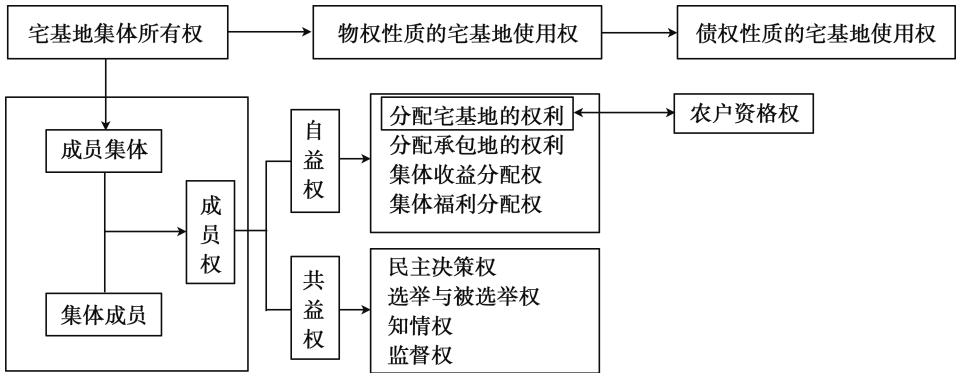 宅基地集体所有权
物权性质的宅基地使用权
债权性质的宅基地使用权
成员集体
集体成员
成员权
自益权
分配宅基地的权利
分配承包地的权利
集体收益分配权
集体福利分配权
农户资格权
共益权
民主决策权
选举与被选举权
知情权
监督权